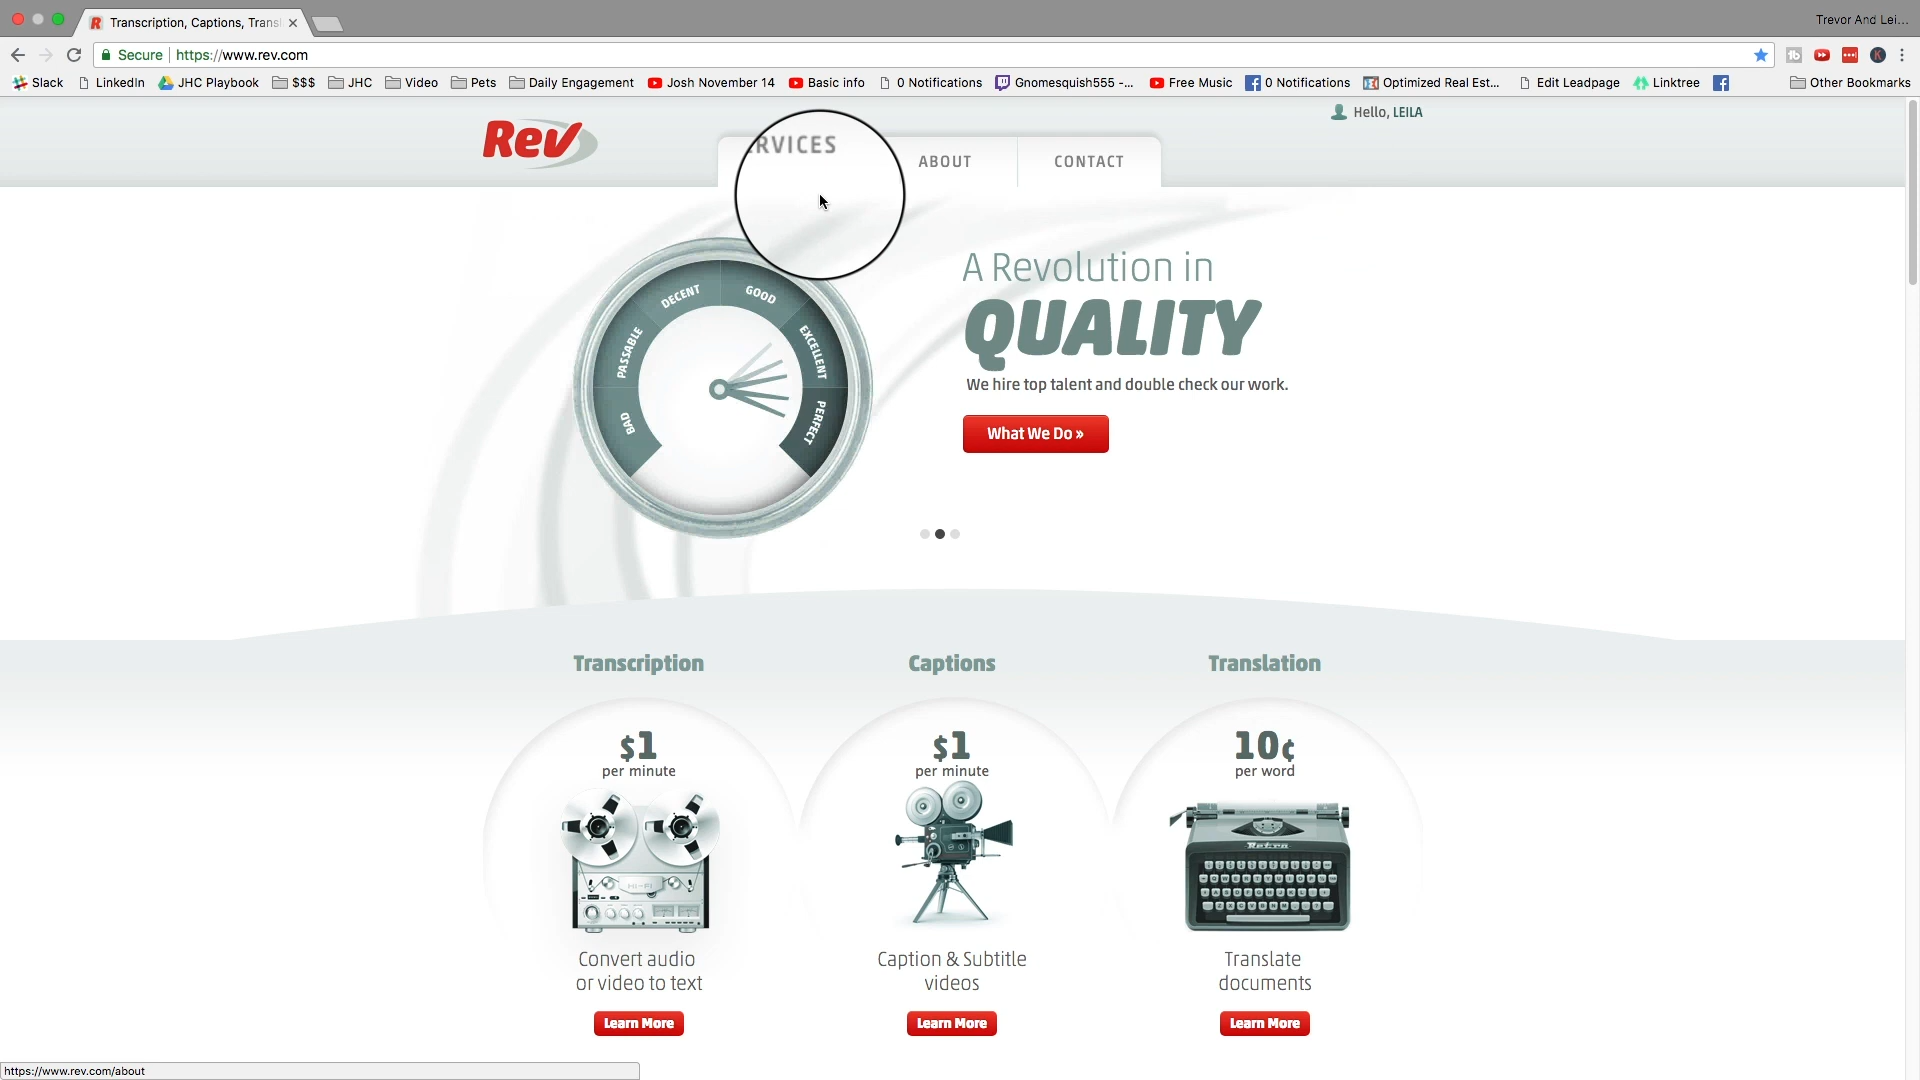 Transcription, Captions, Trans
Trevor And Lei...
Secure https://www.rev.com
Slack LinkedIn JHC Playbook $$$ JHC Video Pets Daily Engagement Josh November 14 Basic info 0 Notifications Gnomesquish555 -... Free Music 0 Notifications Optimized Real Est... Edit Leadpage Linktree Other Bookmarks
Hello, LEILA
Rev
RVICES ABOUT CONTACT
A Revolution in
QUALITY
We hire top talent and double check our work.
What We Do »
BAD PASSABLE DECENT GOOD EXCELLENT PERFECT
Transcription Captions Translation
$1 $1 10¢
per minute per minute per word
HI-FI
Retro
Convert audio Caption & Subtitle Translate
or video to text videos documents
Learn More Learn More Learn More
https://www.rev.com/about